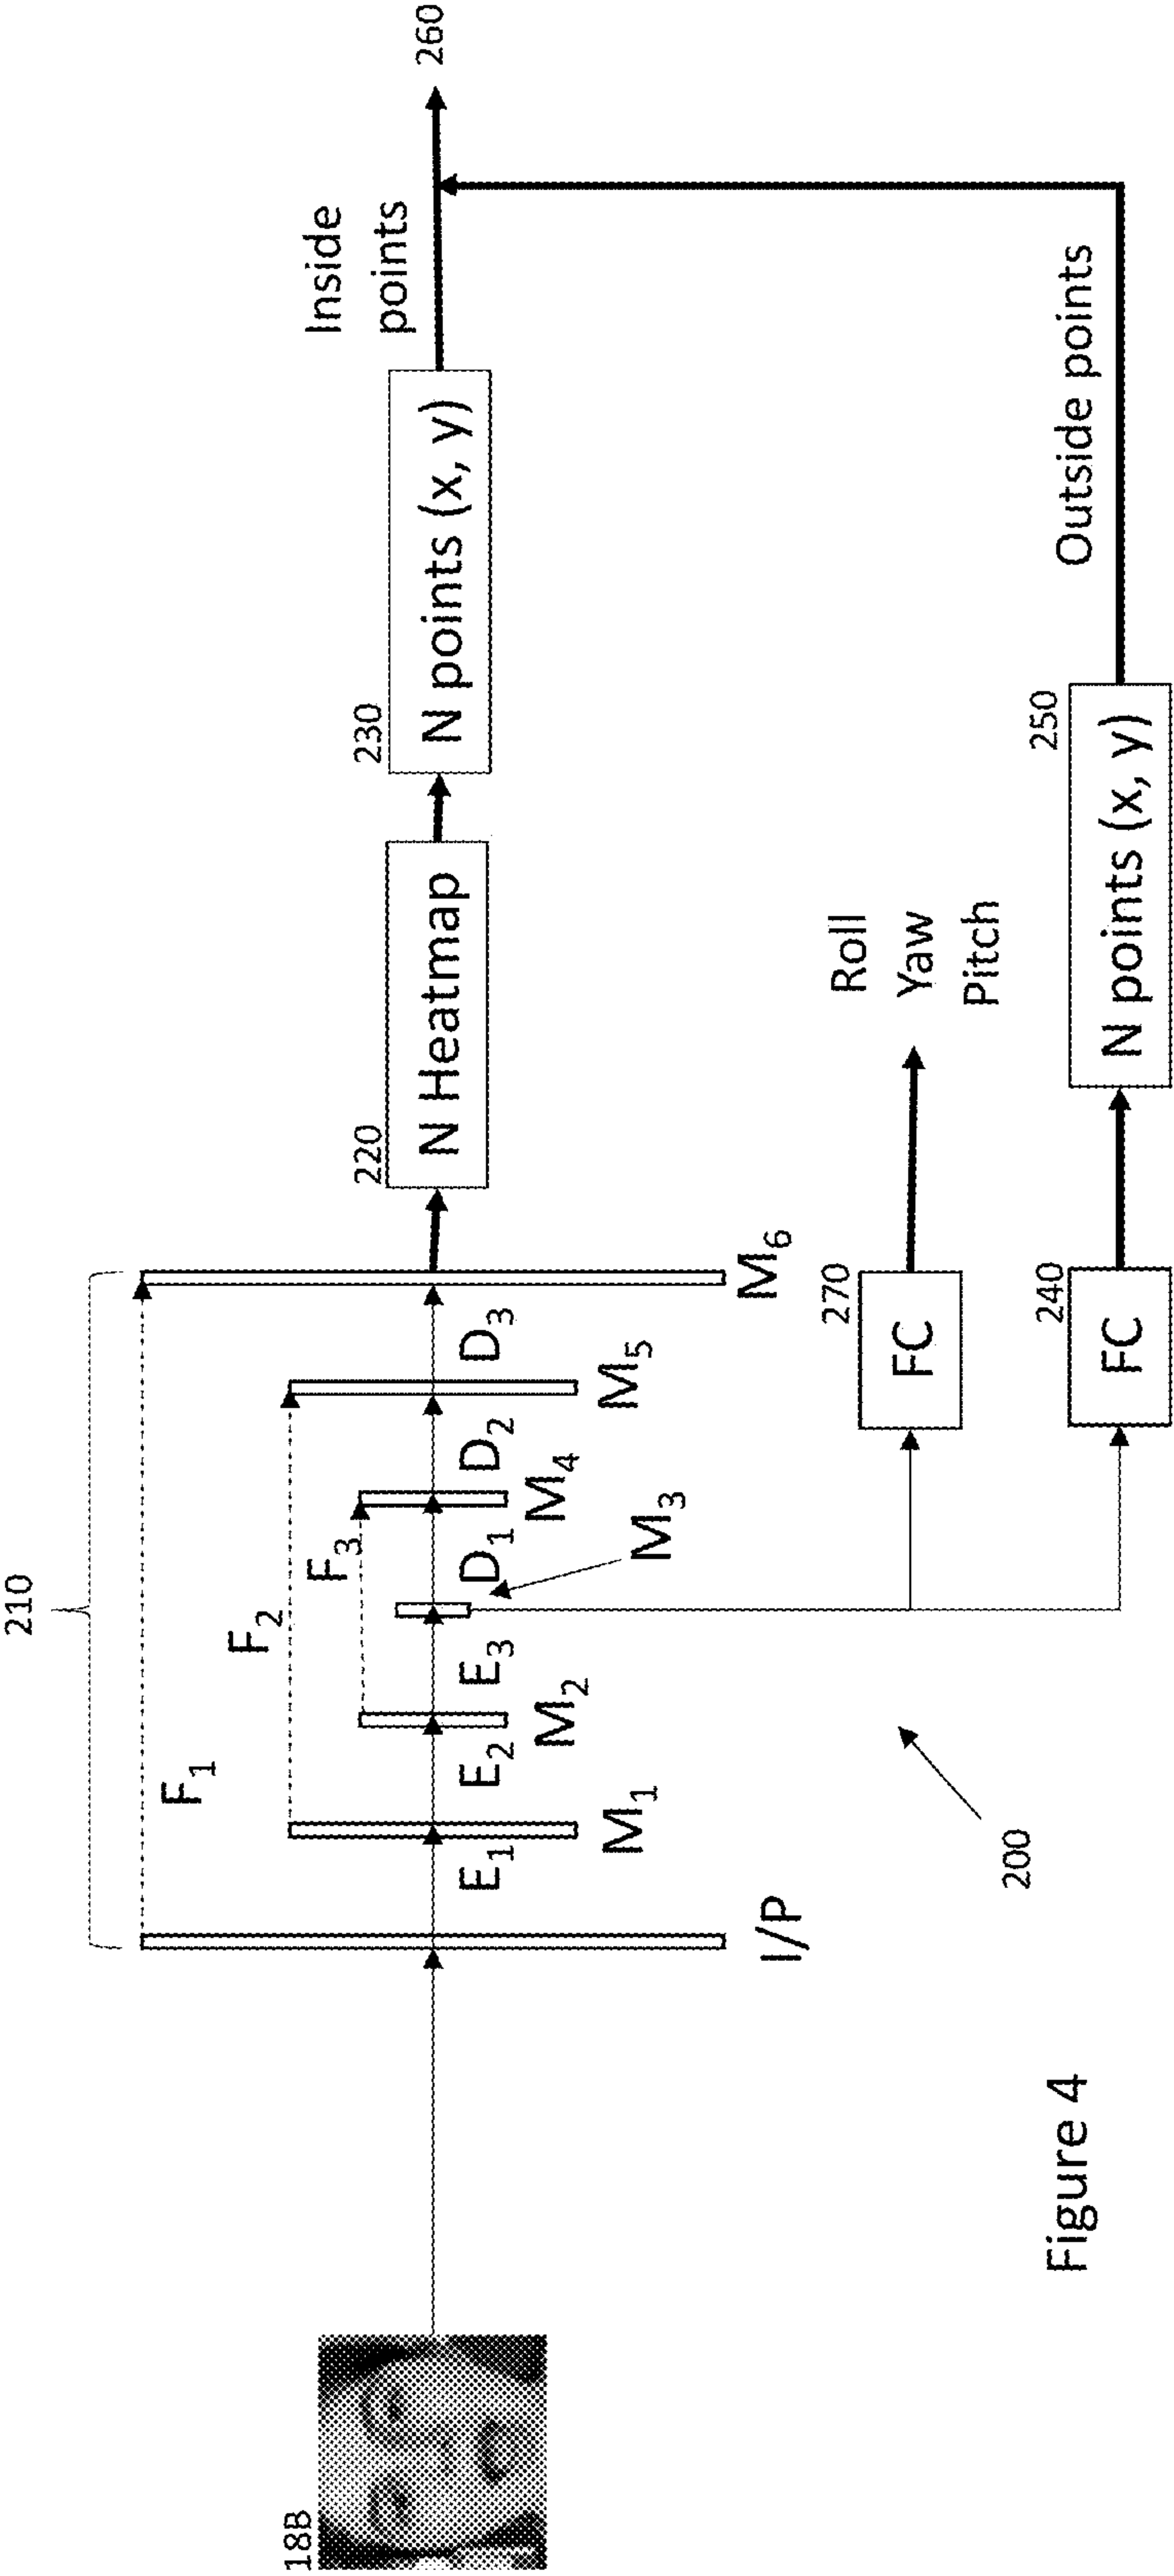 210
F₁
F₂
F₃
18B
E₁
E₂
E₃
D₁
D₂
D₃
I/P
M₁
M₂
M₃
M₄
M₅
M₆
220
N Heatmap
230
N points (x, y)
Inside
points
260
270
FC
Roll
Yaw
Pitch
240
FC
250
N points (x, y)
Outside points
200
Figure 4